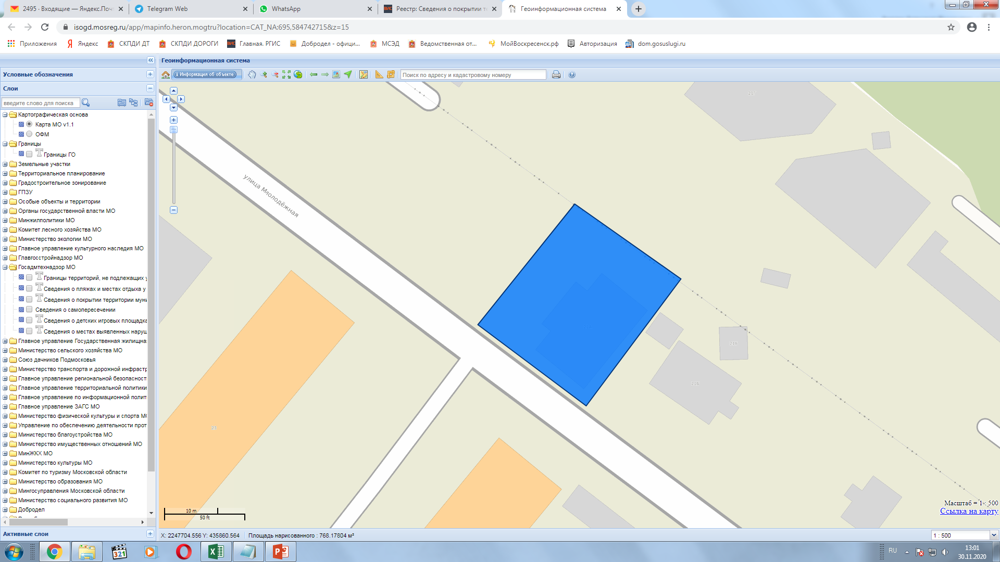 2495 · Входящие — Яндекс.Поч
Telegram Web
WhatsApp
Реестр: Сведения о покрытии т
Геоинформационная система
isogd.mosreg.ru/app/mapinfo.heron.mogtru?location=CAT_NA:695,584742715&z=15
Приложения
Яндекс
СКПДИ ДТ
СКПДИ ДОРОГИ
Главная. РГИС
Добродел - офици...
МСЭД
Ведомственная от...
МойВоскресенск.рф
Авторизация
dom.gosuslugi.ru
Геоинформационная система
Условные обозначения
Информация об объекте
Поиск по адресу и кадастровому номеру
Слои
введите слово для поиска
Картографическая основа
Карта МО v1.1
ОФМ
Границы
Границы ГО
Земельные участки
Территориальное планирование
Градостроительное зонирование
ГПЗУ
Особые объекты и территории
Органы государственной власти МО
Минжилполитики МО
Комитет лесного хозяйства МО
Министерство экологии МО
Главное управление культурного наследия МО
Главгосстройнадзор МО
Госадмтехнадзор МО
Границы территорий, не подлежащих у
Сведения о пляжах и местах отдыха у
Сведения о покрытии территории муни
Сведения о самопересечении
Сведения о детских игровых площадка
Сведения о местах выявленных наруш
Главное управление Государственная жилищна
Министерство сельского хозяйства МО
Союз дачников Подмосковья
Министерство транспорта и дорожной инфрастр
Главное управление региональной безопасност
Главное управление территориальной политики
Главное управление по информационной полит
Главное управление ЗАГС МО
Министерство физической культуры и спорта МО
Управление по обеспечению деятельности прот
Министерство благоустройства МО
Министерство имущественных отношений МО
МинЖКХ МО
Министерство культуры МО
Комитет по туризму Московской области
Министерство образования МО
Мингосуправления Московской области
Министерство социального развития МО
Добродел
Активные слои
улица Млолодёжная
21Г
21Б
21Б
23
10 m
50 ft
Масштаб = 1 : 500
Ссылка на карту
X: 2247704.556 Y: 435860.564
Площадь нарисованного : 768.17804 м²
1 : 500
321
RU
13:01
30.11.2020